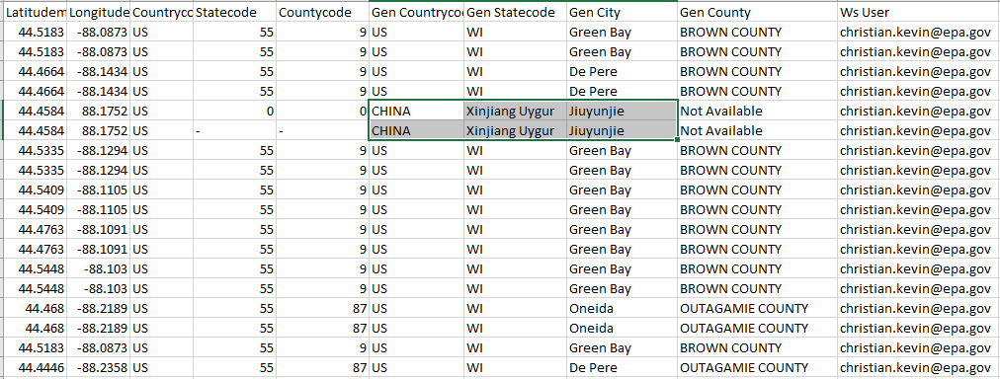 Latitudem Longitude Countryco Statecode Countycode Gen Countrycod Gen Statecode Gen City Gen County Ws User
44.5183 -88.0873 US 55 9 US WI Green Bay BROWN COUNTY christian.kevin@epa.gov
44.5183 -88.0873 US 55 9 US WI Green Bay BROWN COUNTY christian.kevin@epa.gov
44.4664 -88.1434 US 55 9 US WI De Pere BROWN COUNTY christian.kevin@epa.gov
44.4664 -88.1434 US 55 9 US WI De Pere BROWN COUNTY christian.kevin@epa.gov
44.4584 88.1752 US 0 0 CHINA Xinjiang Uygur Jiuyunjie Not Available christian.kevin@epa.gov
44.4584 88.1752 US - - CHINA Xinjiang Uygur Jiuyunjie Not Available christian.kevin@epa.gov
44.5335 -88.1294 US 55 9 US WI Green Bay BROWN COUNTY christian.kevin@epa.gov
44.5335 -88.1294 US 55 9 US WI Green Bay BROWN COUNTY christian.kevin@epa.gov
44.5409 -88.1105 US 55 9 US WI Green Bay BROWN COUNTY christian.kevin@epa.gov
44.5409 -88.1105 US 55 9 US WI Green Bay BROWN COUNTY christian.kevin@epa.gov
44.4763 -88.1091 US 55 9 US WI Green Bay BROWN COUNTY christian.kevin@epa.gov
44.4763 -88.1091 US 55 9 US WI Green Bay BROWN COUNTY christian.kevin@epa.gov
44.5448 -88.103 US 55 9 US WI Green Bay BROWN COUNTY christian.kevin@epa.gov
44.5448 -88.103 US 55 9 US WI Green Bay BROWN COUNTY christian.kevin@epa.gov
44.468 -88.2189 US 55 87 US WI Oneida OUTAGAMIE COUNTY christian.kevin@epa.gov
44.468 -88.2189 US 55 87 US WI Oneida OUTAGAMIE COUNTY christian.kevin@epa.gov
44.5183 -88.0873 US 55 9 US WI Green Bay BROWN COUNTY christian.kevin@epa.gov
44.4446 -88.2358 US 55 87 US WI De Pere OUTAGAMIE COUNTY christian.kevin@epa.gov